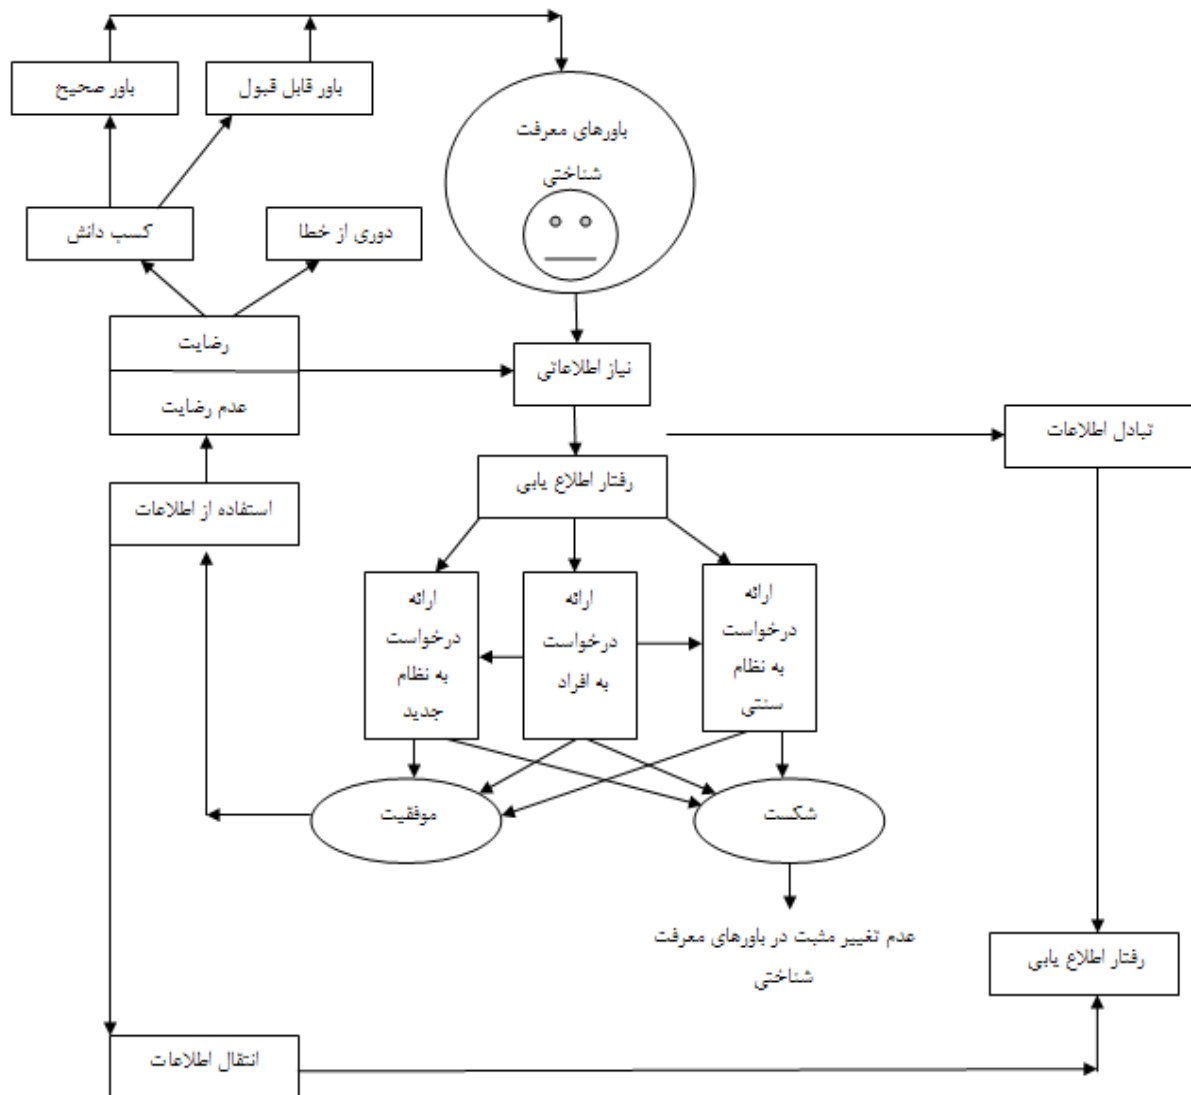 باور صحیح
باور قابل قبول
باورهای معرفت
شناختی
کسب دانش
دوری از خطا
رضایت
عدم رضایت
نیاز اطلاعاتی
تبادل اطلاعات
رفتار اطلاع یابی
استفاده از اطلاعات
ارائه
درخواست
به نظام
سنتی
ارائه
درخواست
به افراد
ارائه
درخواست
به نظام
جدید
موفقیت
شکست
عدم تغییر مثبت در باورهای معرفت
شناختی
رفتار اطلاع یابی
انتقال اطلاعات